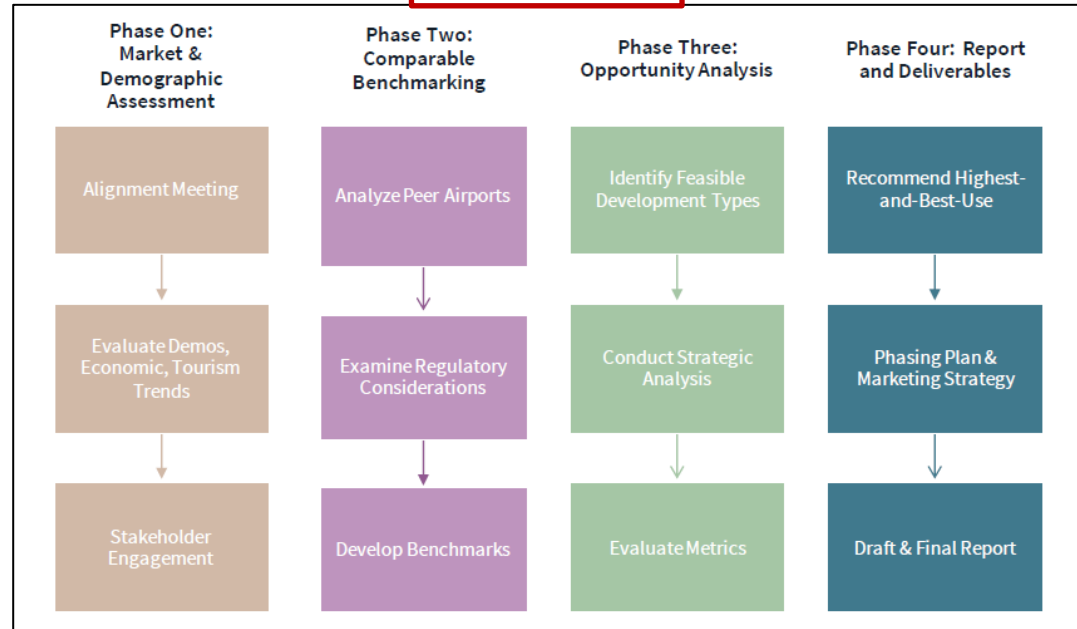 Phase One:
Market &
Demographic
Assessment
Alignment Meeting
Evaluate Demos,
Economic, Tourism
Trends
Stakeholder
Engagement
Phase Two:
Comparable
Benchmarking
Analyze Peer Airports
Examine Regulatory
Considerations
Develop Benchmarks
Phase Three:
Opportunity Analysis
Identify Feasible
Development Types
Conduct Strategic
Analysis
Evaluate Metrics
Phase Four: Report
and Deliverables
Recommend Highest-
and-Best-Use
Phasing Plan &
Marketing Strategy
Draft & Final Report